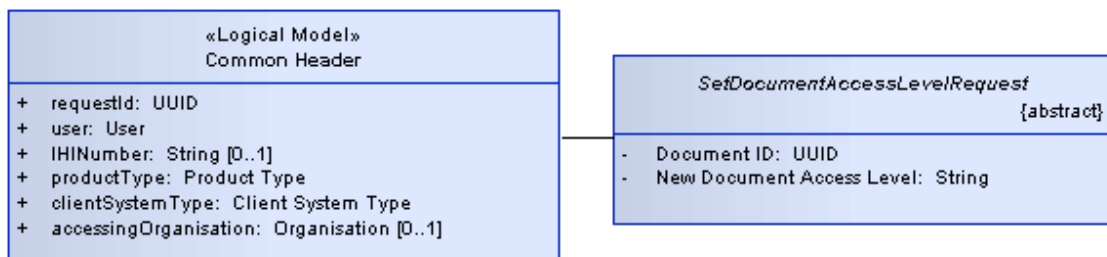 «Logical Model»
Common Header
+ requestId: UUID
+ user: User
+ IHINumber: String [0..1]
+ productType: Product Type
+ clientSystemType: Client System Type
+ accessingOrganisation: Organisation [0..1]
SetDocumentAccessLevelRequest
{abstract}
- Document ID: UUID
- New Document Access Level: String